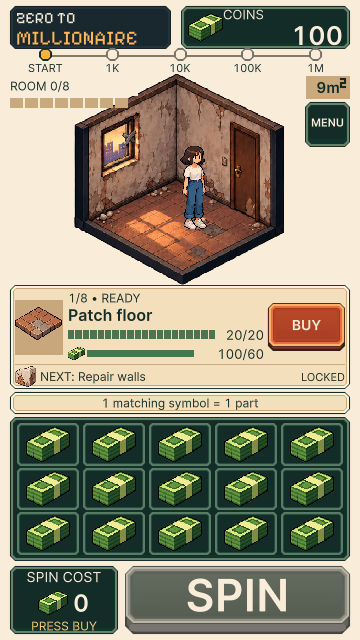 ZERO TO
MILLIONAIRE
COINS
100
START
1K
10K
100K
1M
ROOM 0/8
9m²
MENU
1/8 • READY
Patch floor
20/20
100/60
BUY
NEXT: Repair walls
LOCKED
1 matching symbol = 1 part
SPIN COST
0
PRESS BUY
SPIN